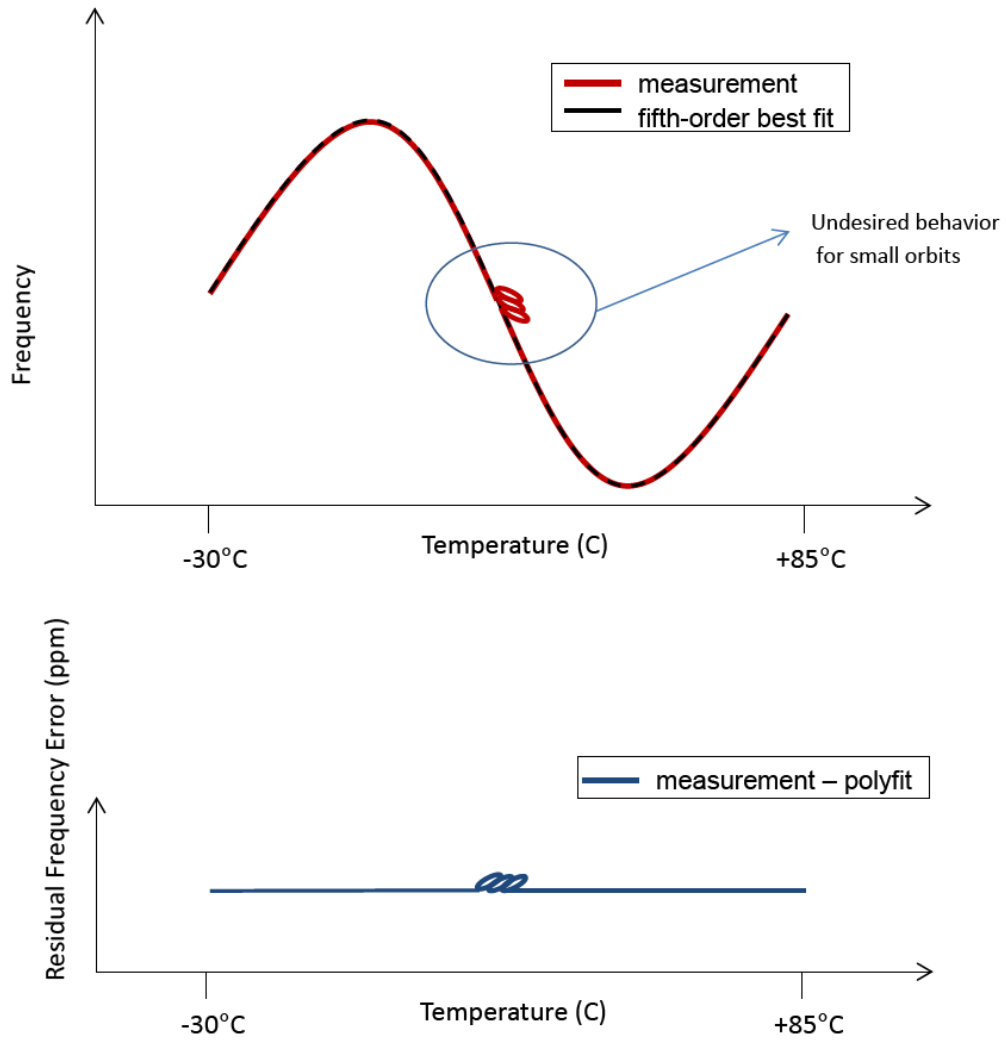 measurement
fifth-order best fit
Undesired behavior
for small orbits
Frequency
Temperature (C)
-30°C
+85°C
Residual Frequency Error (ppm)
measurement – polyfit
Temperature (C)
-30°C
+85°C